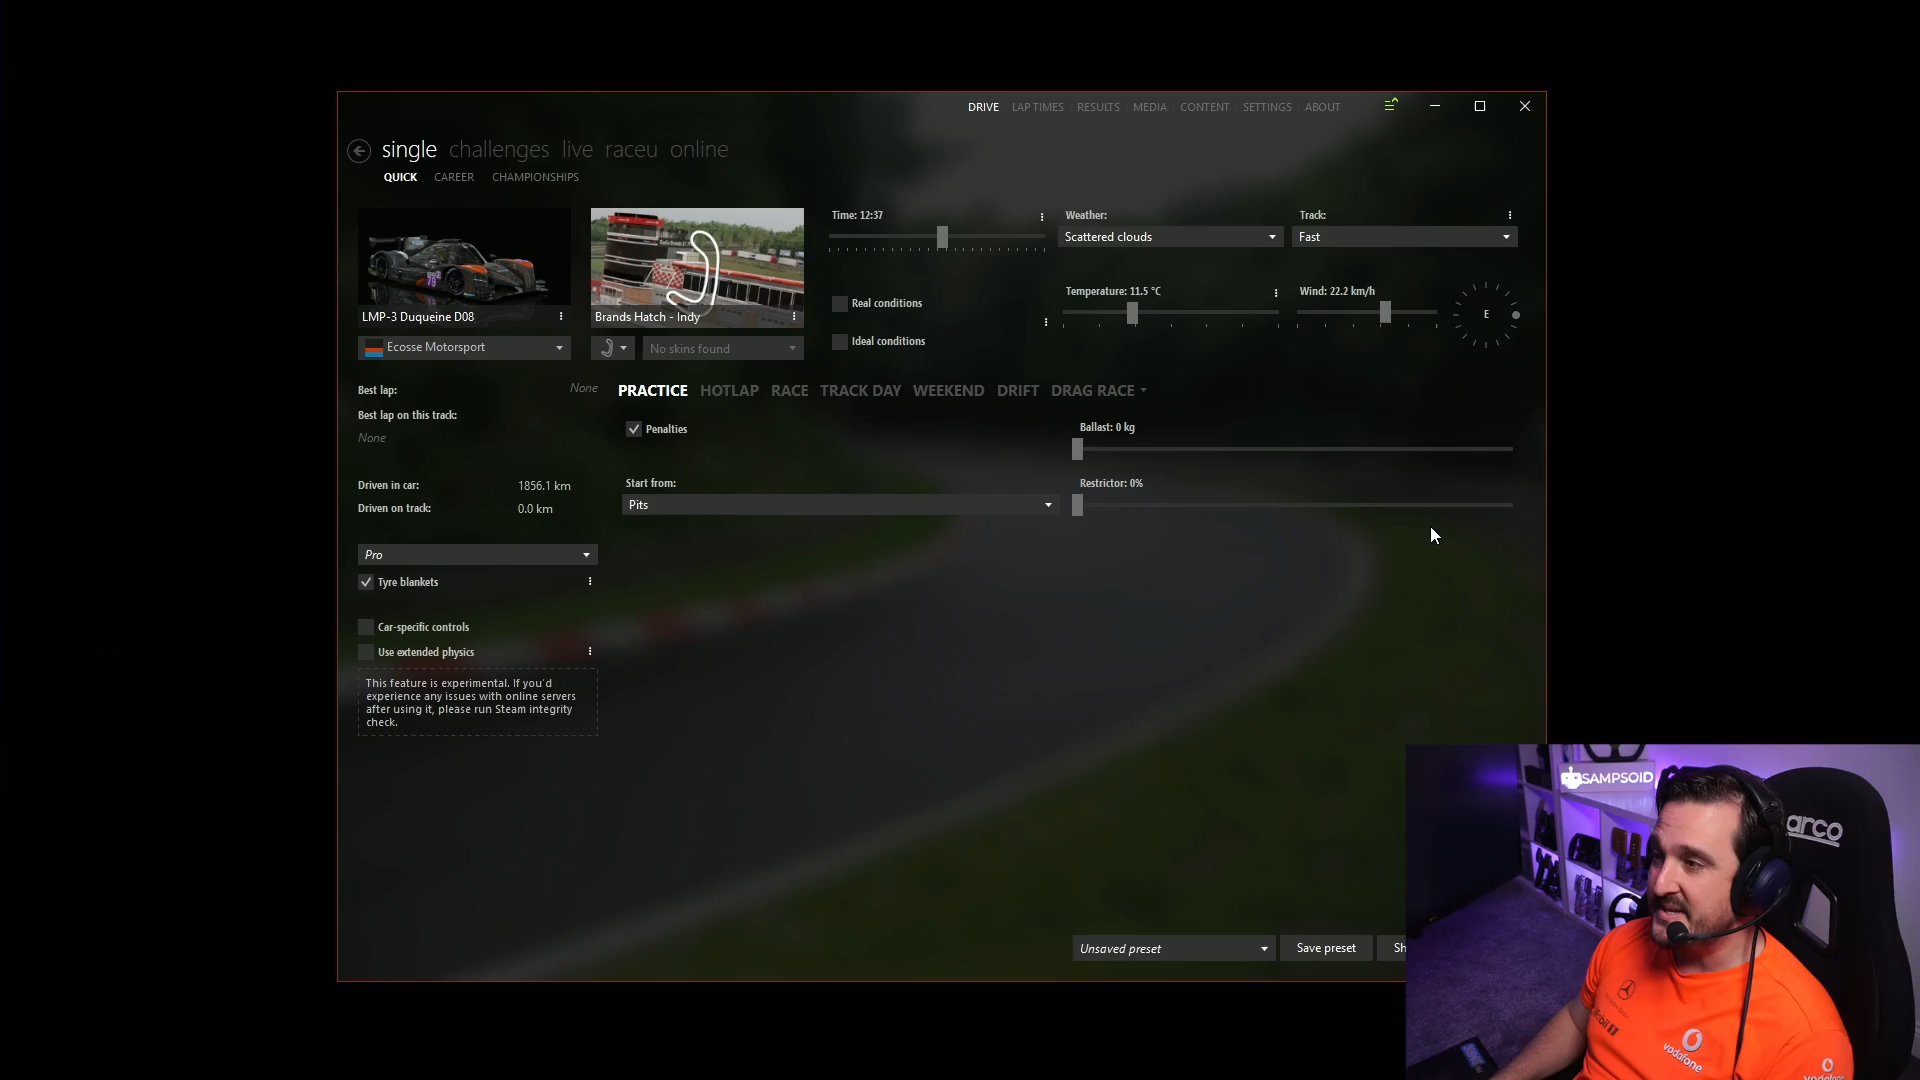 DRIVE LAP TIMES RESULTS MEDIA CONTENT SETTINGS ABOUT
single challenges live raceu online
QUICK CAREER CHAMPIONSHIPS
LMP-3 Duqueine D08
Ecosse Motorsport
Brands Hatch - Indy
No skins found
Time: 12:37
Real conditions
Ideal conditions
Weather:
Scattered clouds
Temperature: 11.5 °C
Track:
Fast
Wind: 22.2 km/h
E
Best lap: None
Best lap on this track:
None
Driven in car: 1856.1 km
Driven on track: 0.0 km
Pro
Tyre blankets
Car-specific controls
Use extended physics
This feature is experimental. If you'd
experience any issues with online servers
after using it, please run Steam integrity
check.
PRACTICE HOTLAP RACE TRACK DAY WEEKEND DRIFT DRAG RACE
Penalties
Start from:
Pits
Ballast: 0 kg
Restrictor: 0%
Unsaved preset
Save preset
Sh
SAMPSOID
arco
vodafone